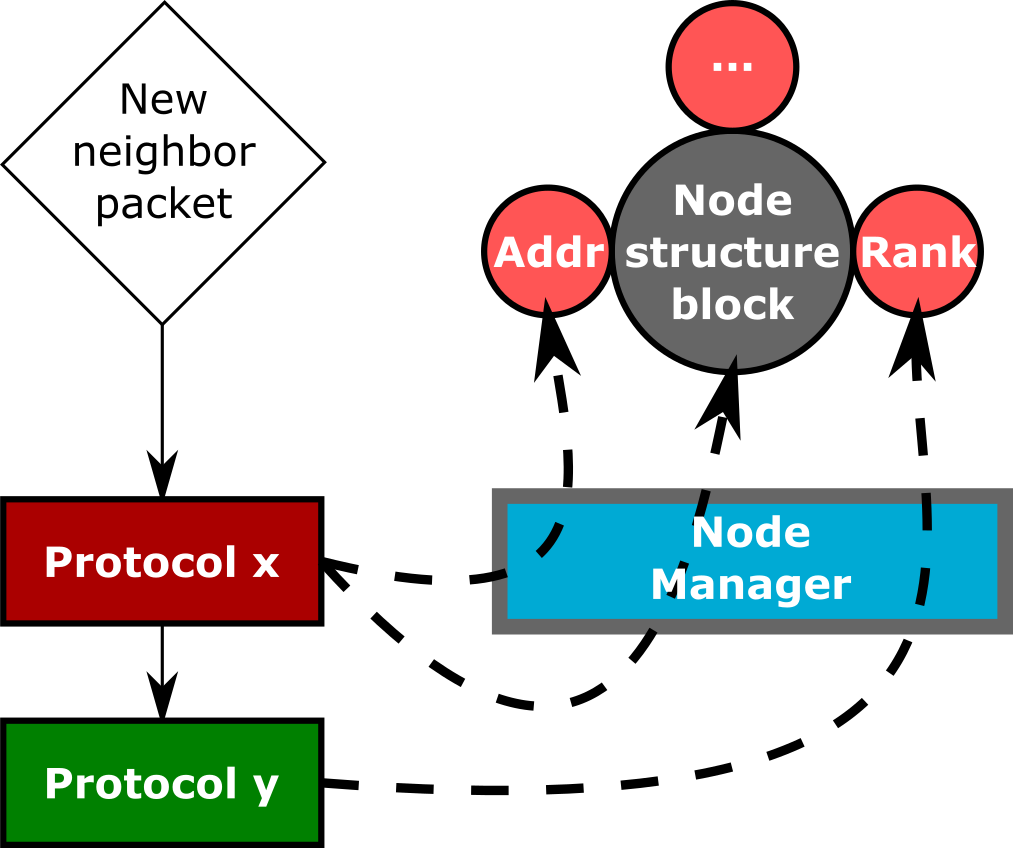 New
neighbor
packet
...
Node
structure
block
Addr
Rank
Protocol x
Node
Manager
Protocol y